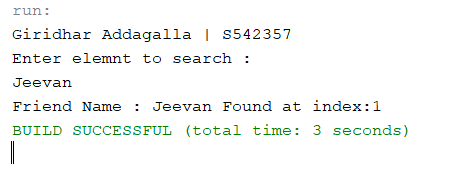 run:
Giridhar Addagalla | S542357
Enter elemnt to search :
Jeevan
Friend Name : Jeevan Found at index:1
BUILD SUCCESSFUL (total time: 3 seconds)